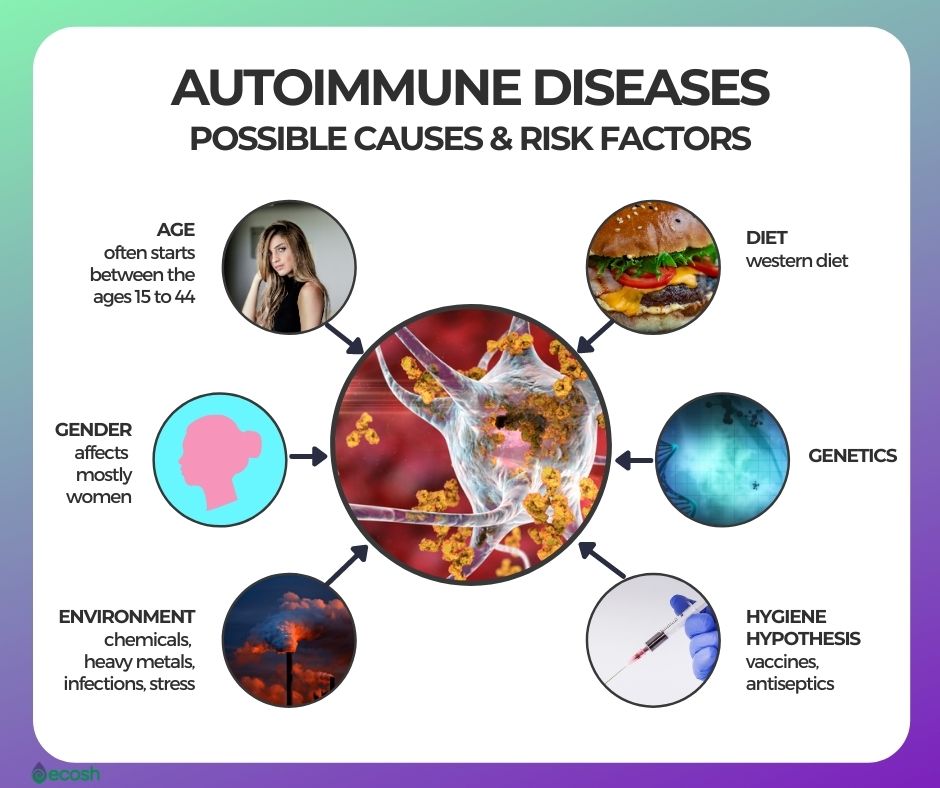 AUTOIMMUNE DISEASES
POSSIBLE CAUSES & RISK FACTORS
AGE
often starts
between the
ages 15 to 44
DIET
western diet
GENDER
affects
mostly
women
GENETICS
ENVIRONMENT
chemicals,
heavy metals,
infections, stress
HYGIENE
HYPOTHESIS
vaccines,
antiseptics
ecosh